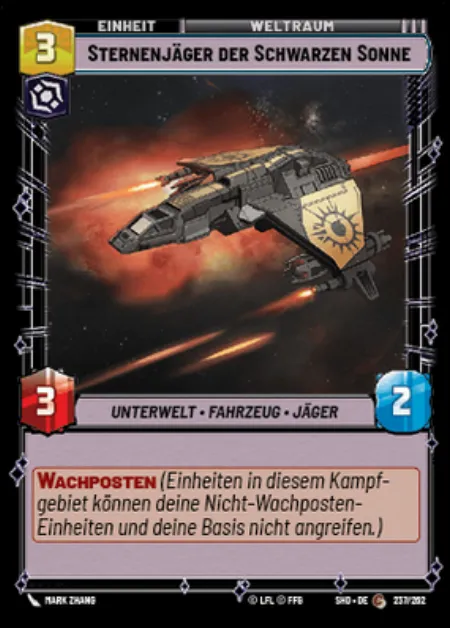 EINHEIT WELTRAUM
3 STERNENJÄGER DER SCHWARZEN SONNE
3 UNTERWELT • FAHRZEUG • JÄGER 2
WACHPOSTEN (Einheiten in diesem Kampf-
gebiet können deine Nicht-Wachposten-
Einheiten und deine Basis nicht angreifen.)
MARK ZHANG © LFL © FFG SHD • DE 237/262